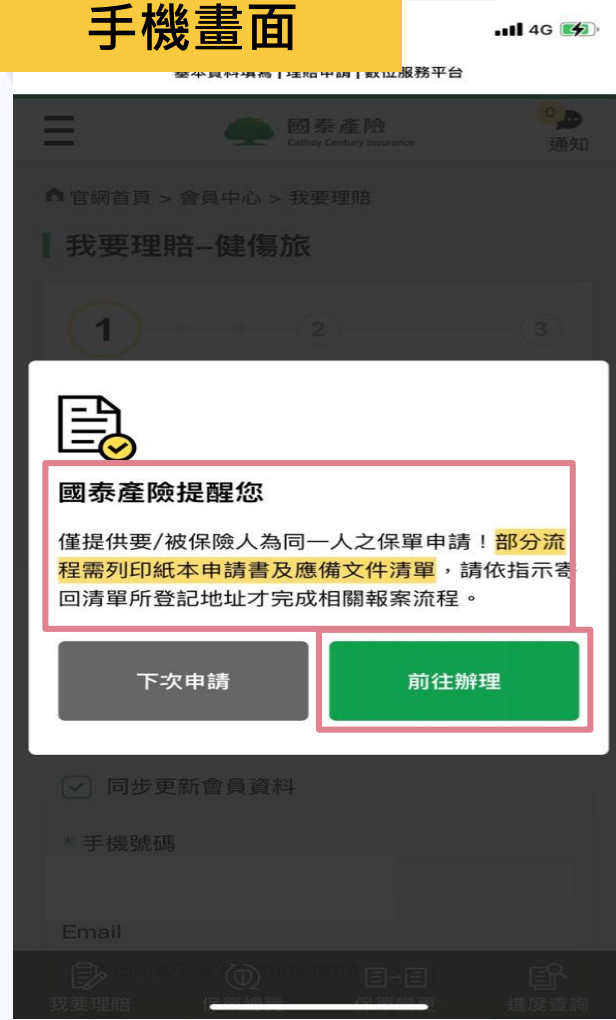 手機畫面
4G
基本資料填寫 | 理賠申請 | 數位服務平台
國泰產險
Cathay Century Insurance
0
通知
官網首頁 > 會員中心 > 我要理賠
我要理賠–健傷旅
1
2
3
國泰產險提醒您
僅提供要/被保險人為同一人之保單申請！部分流
程需列印紙本申請書及應備文件清單，請依指示寄
回清單所登記地址才完成相關報案流程。
下次申請
前往辦理
同步更新會員資料
* 手機號碼
Email
我要理賠
進度查詢